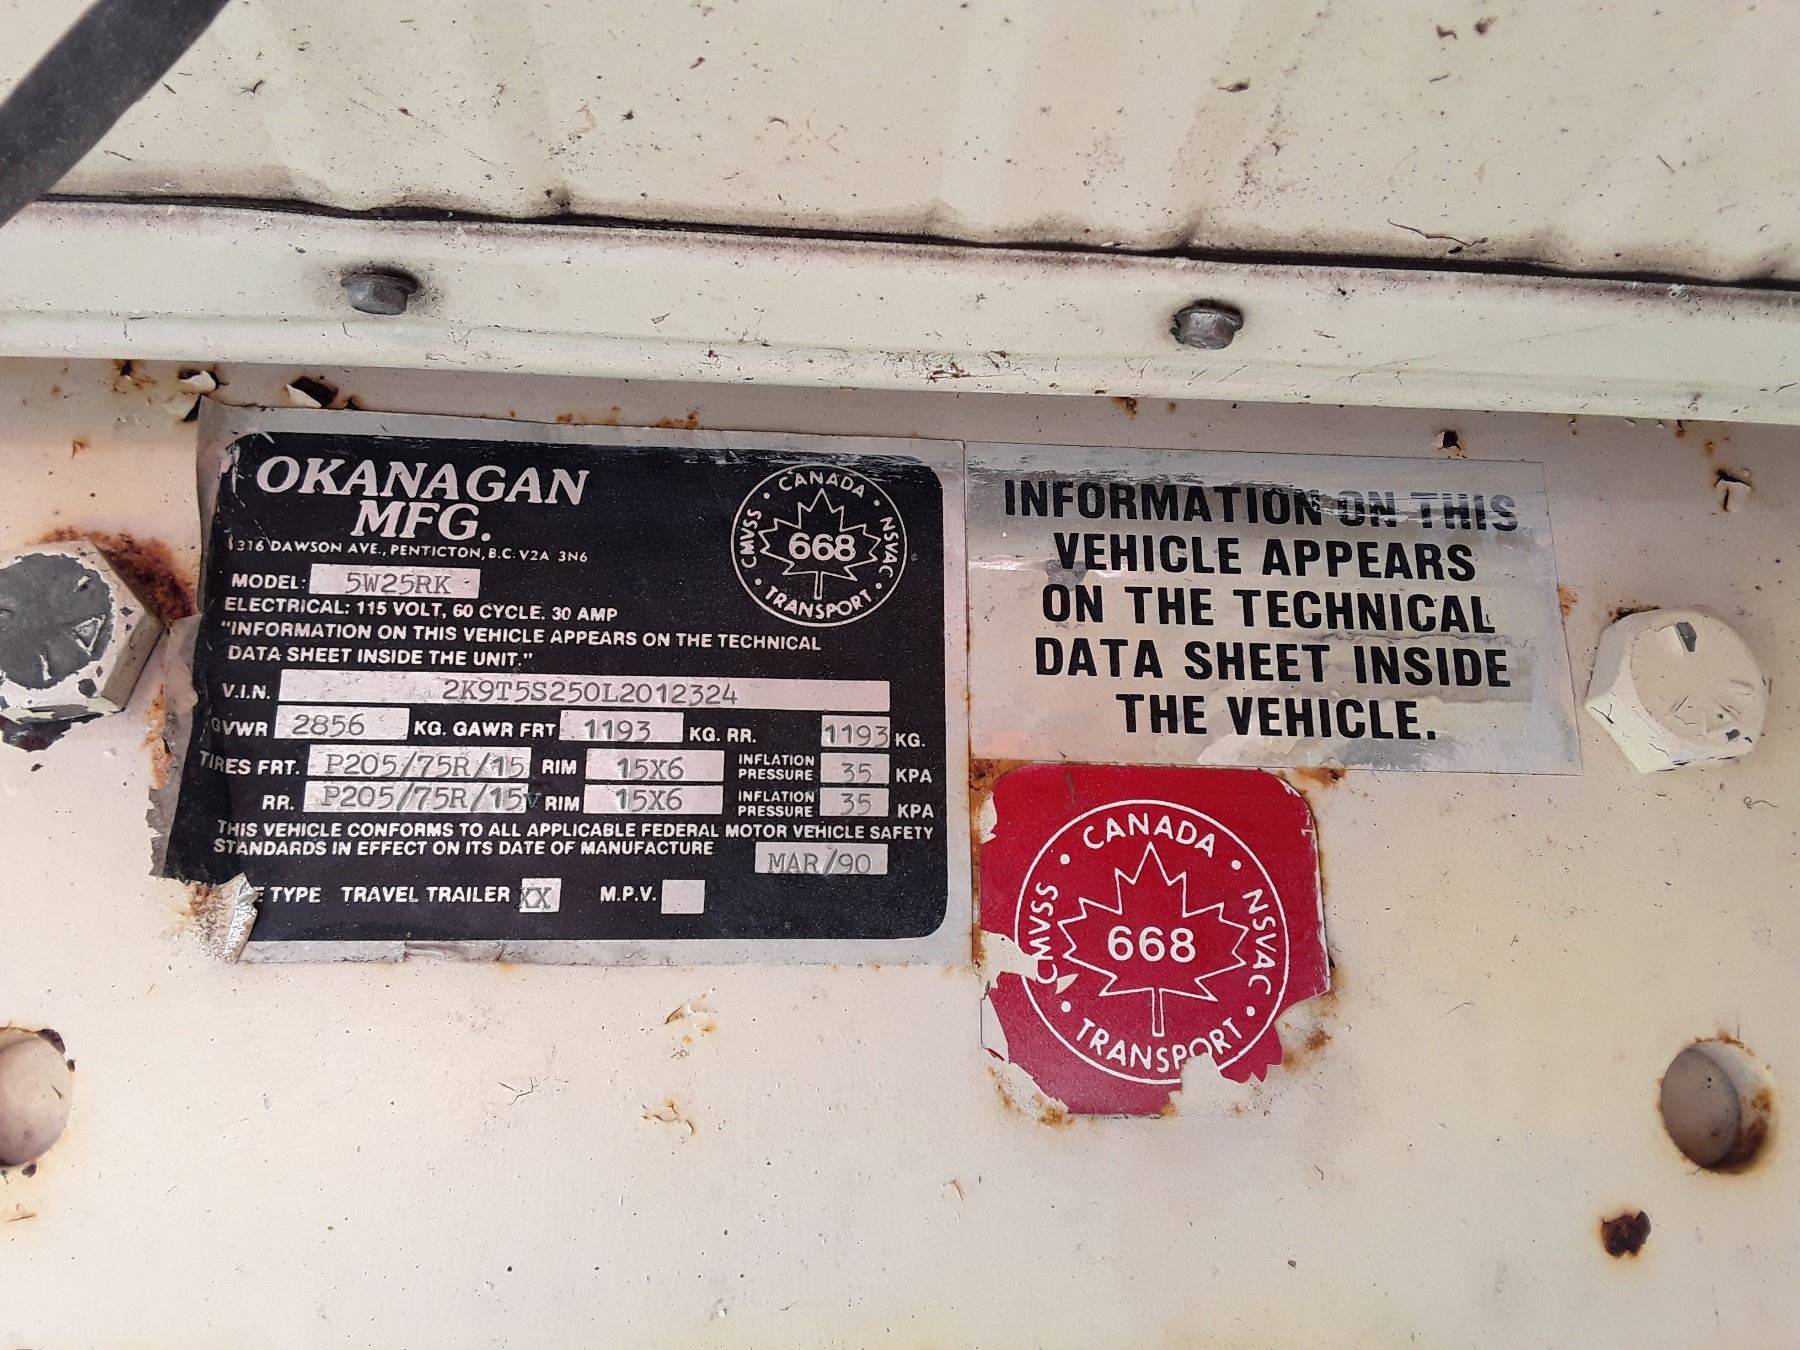 OKANAGAN
MFG.
1316 DAWSON AVE., PENTICTON, B.C. V2A 3N6
CANADA
CMVSS
668
NSVAC
TRANSPORT
MODEL: 5W25RK
ELECTRICAL: 115 VOLT, 60 CYCLE. 30 AMP
"INFORMATION ON THIS VEHICLE APPEARS ON THE TECHNICAL
DATA SHEET INSIDE THE UNIT."
V.I.N. 2K9T5S250L2012324
GVWR 2856 KG. GAWR FRT 1193 KG. RR. 1193 KG.
TIRES FRT. P205/75R/15 RIM 15X6 INFLATION PRESSURE 35 KPA
RR. P205/75R/15 RIM 15X6 INFLATION PRESSURE 35 KPA
THIS VEHICLE CONFORMS TO ALL APPLICABLE FEDERAL MOTOR VEHICLE SAFETY
STANDARDS IN EFFECT ON ITS DATE OF MANUFACTURE MAR/90
E TYPE TRAVEL TRAILER XX M.P.V.
INFORMATION ON THIS
VEHICLE APPEARS
ON THE TECHNICAL
DATA SHEET INSIDE
THE VEHICLE.
CANADA
CMVSS
668
NSVAC
TRANSPORT